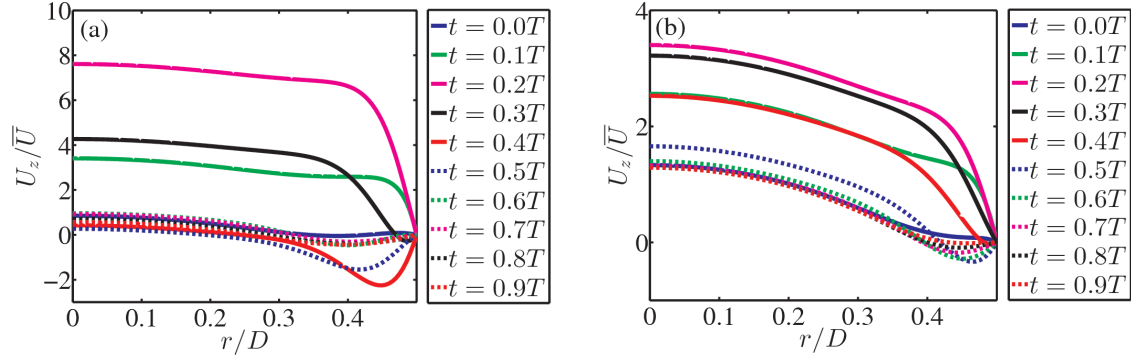 (a)
10
8
6
4
2
0
−2
U_z/\overline{U}
0 0.1 0.2 0.3 0.4
r/D
t = 0.0T
t = 0.1T
t = 0.2T
t = 0.3T
t = 0.4T
t = 0.5T
t = 0.6T
t = 0.7T
t = 0.8T
t = 0.9T
(b)
4
2
0
U_z/\overline{U}
0 0.1 0.2 0.3 0.4
r/D
t = 0.0T
t = 0.1T
t = 0.2T
t = 0.3T
t = 0.4T
t = 0.5T
t = 0.6T
t = 0.7T
t = 0.8T
t = 0.9T